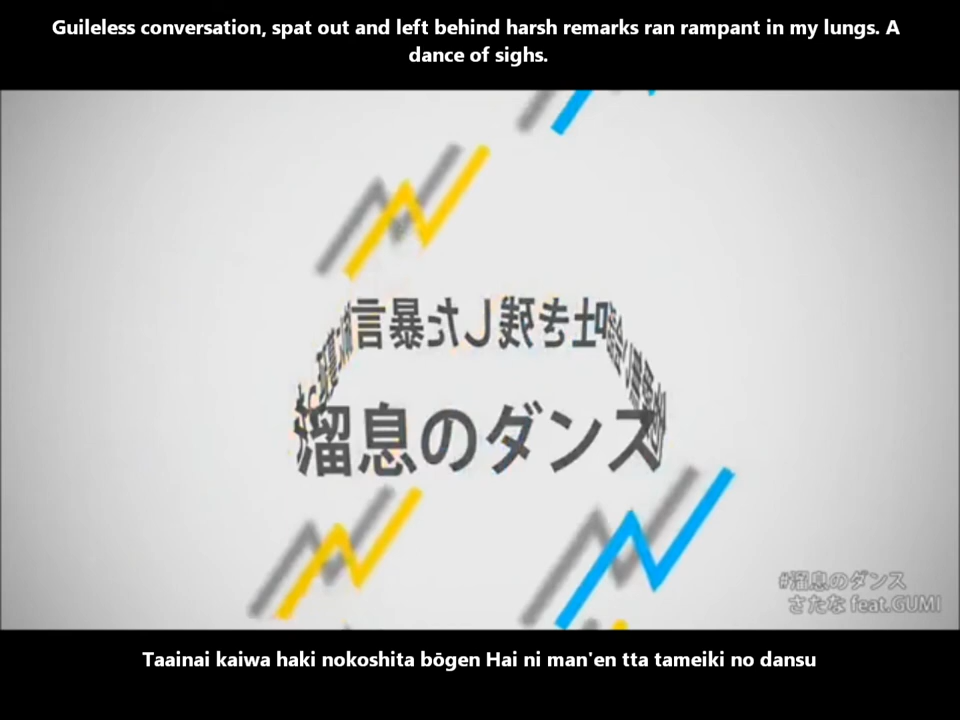 Guileless conversation, spat out and left behind harsh remarks ran rampant in my lungs. A
dance of sighs.
吐き残した暴言
溜息のダンス
#溜息のダンス
さたな feat.GUMI
Taainai kaiwa haki nokoshita bōgen Hai ni man'en tta tameiki no dansu